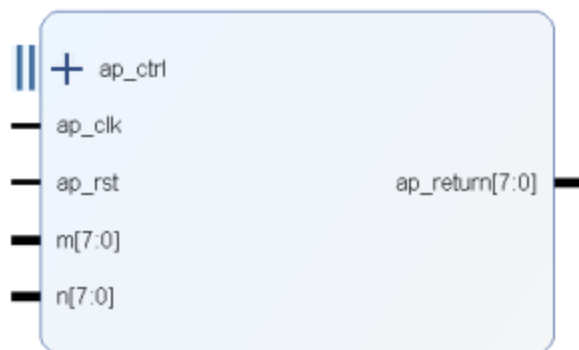 ap_ctrl
ap_clk
ap_rst
ap_return[7:0]
m[7:0]
n[7:0]